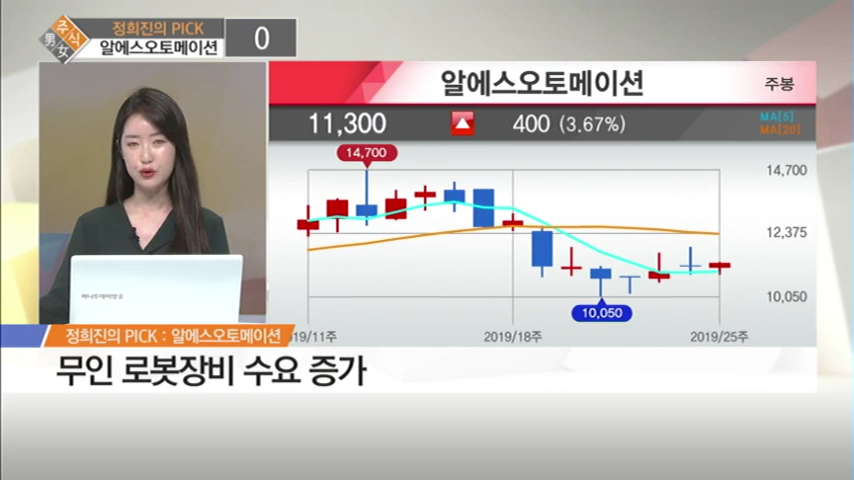 주식
男女
정희진의 PICK
알에스오토메이션
0
알에스오토메이션
주봉
11,300
400 (3.67%)
MA[5]
MA[20]
14,700
14,700
12,375
10,050
10,050
2019/18주
2019/25주
정희진의 PICK : 알에스오토메이션
무인 로봇장비 수요 증가